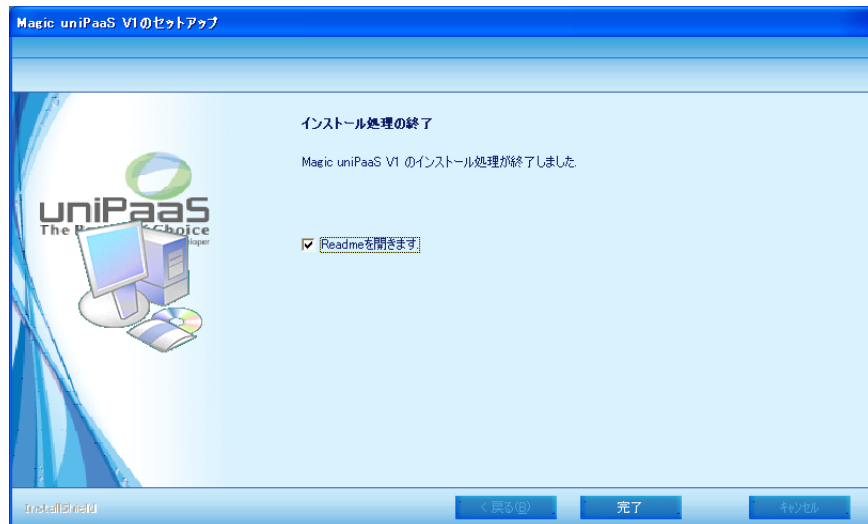 Magic uniPaaS V1のセットアップ
インストール処理の終了
Magic uniPaaS V1 のインストール処理が終了しました.
uniPaaS
The
Choice
Readmeを開きます.
InstallShield
< 戻る(B)
完了
キャンセル